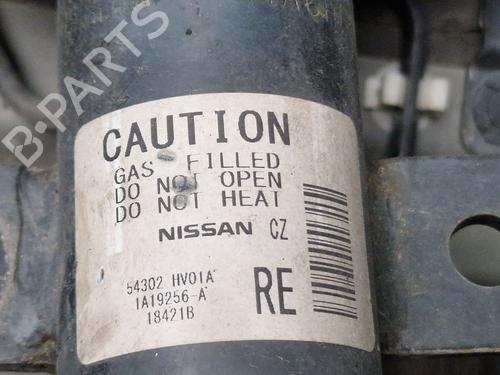 B-PARTS
CAUTION
GAS FILLED
DO NOT OPEN
DO NOT HEAT
NISSAN CZ
54302 HV01A
1A19256-A
18421B
RE